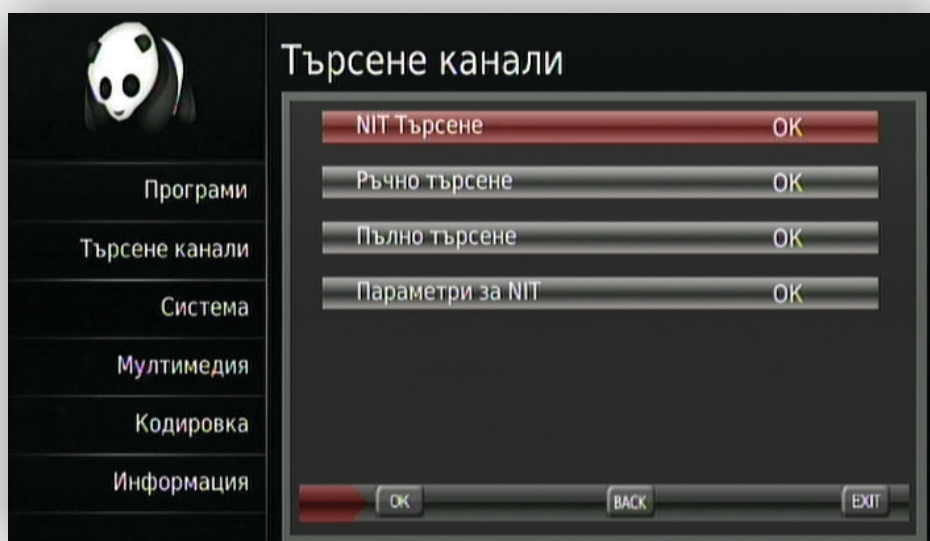 Търсене канали
NIT Търсене OK
Ръчно търсене OK
Пълно търсене OK
Параметри за NIT OK
Програми
Търсене канали
Система
Мултимедия
Кодировка
Информация
OK BACK EXIT